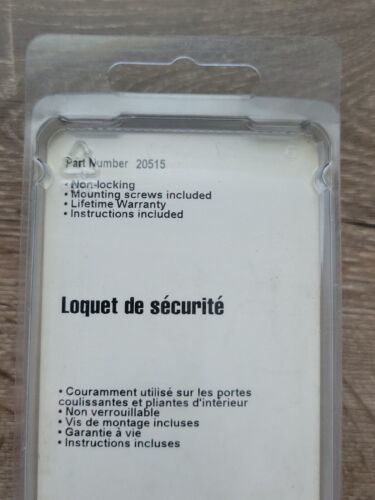 Part Number 20515
• Non-locking
• Mounting screws included
• Lifetime Warranty
• Instructions included
Loquet de sécurité
• Couramment utilisé sur les portes
coulissantes et pliantes d'intérieur
• Non verrouillable
• Vis de montage incluses
• Garantie à vie
• Instructions incluses